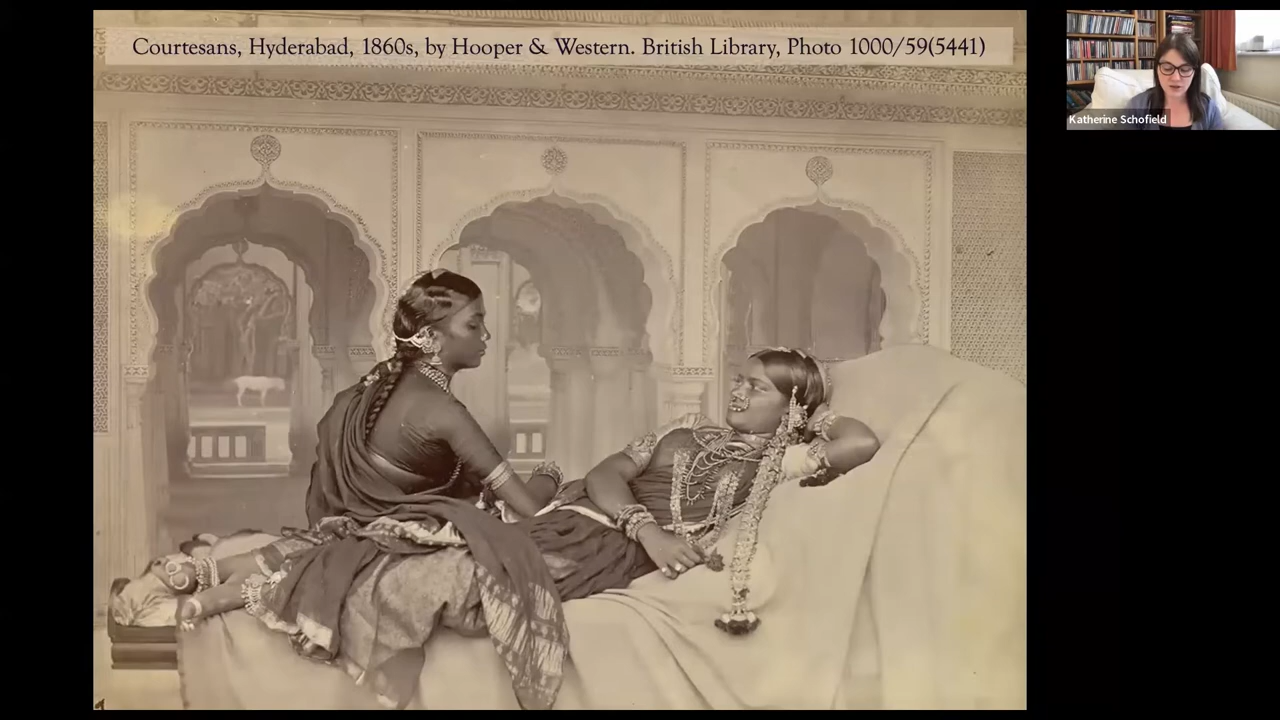 Courtesans, Hyderabad, 1860s, by Hooper & Western. British Library, Photo 1000/59(5441)
Katherine Schofield